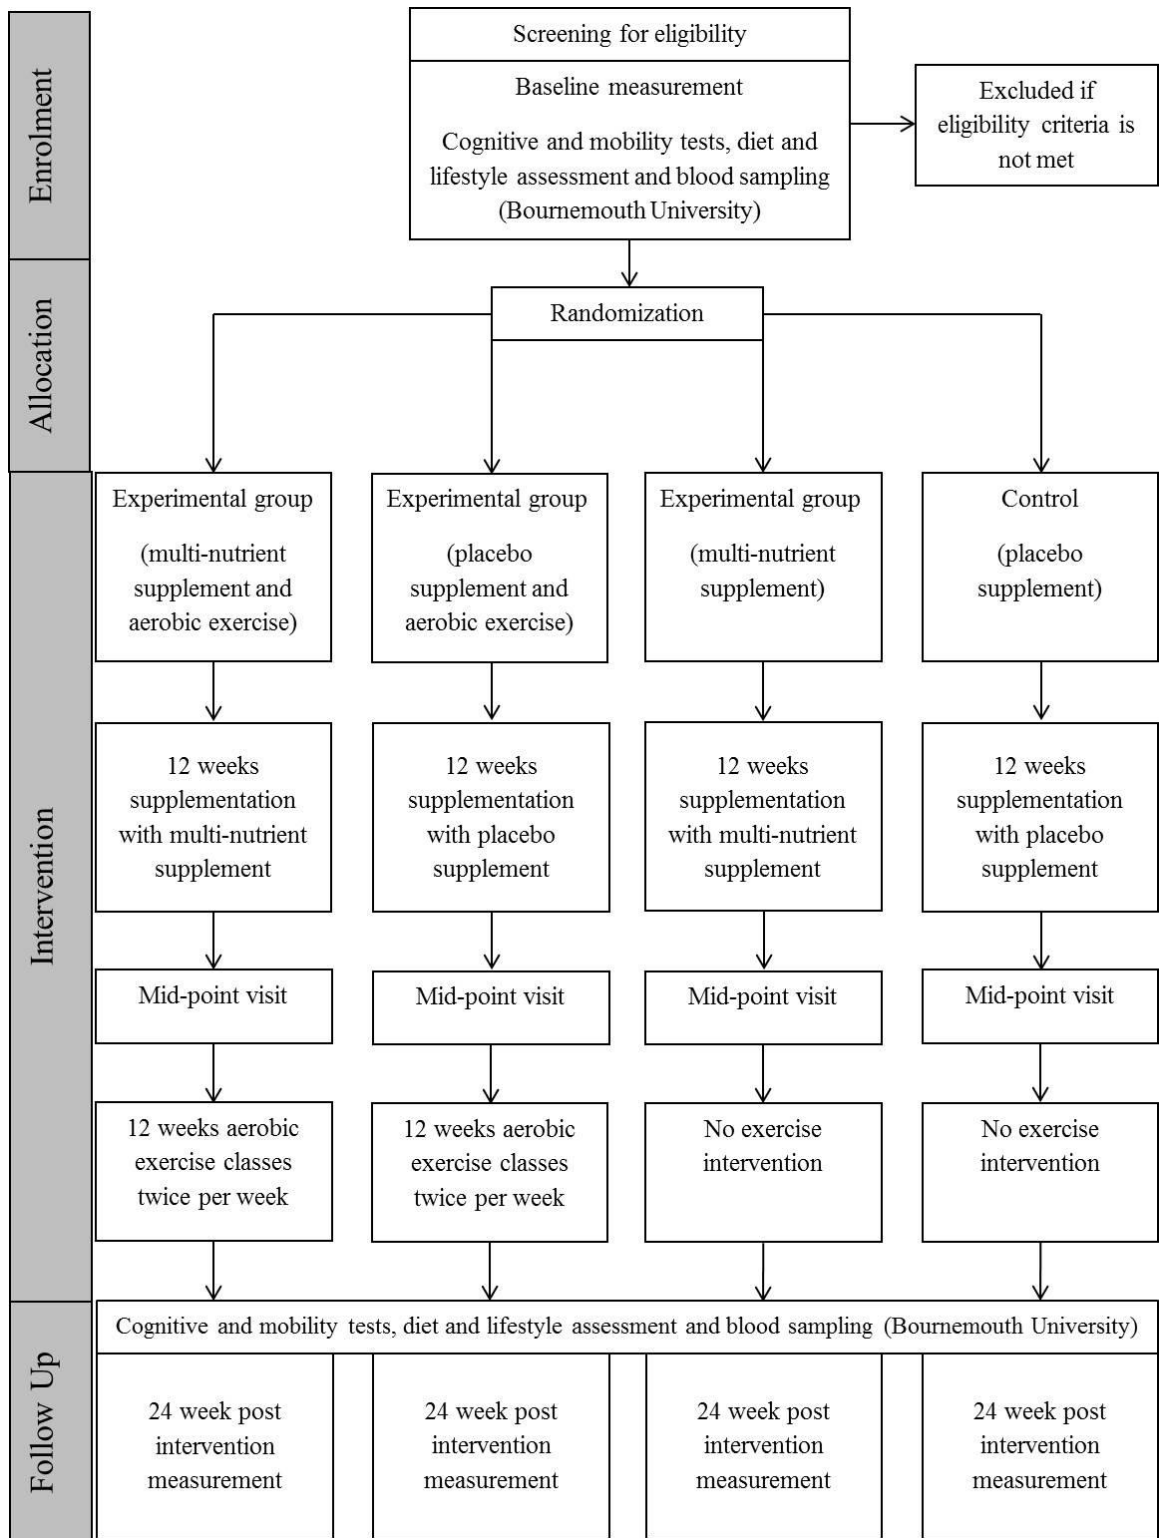 Enrolment
Screening for eligibility
Baseline measurement
Cognitive and mobility tests, diet and
lifestyle assessment and blood sampling
(Bournemouth University)
Excluded if
eligibility criteria is
not met
Allocation
Randomization
Intervention
Experimental group
(multi-nutrient
supplement and
aerobic exercise)
Experimental group
(placebo
supplement and
aerobic exercise)
Experimental group
(multi-nutrient
supplement)
Control
(placebo
supplement)
12 weeks
supplementation
with multi-nutrient
supplement
12 weeks
supplementation
with placebo
supplement
12 weeks
supplementation
with multi-nutrient
supplement
12 weeks
supplementation
with placebo
supplement
Mid-point visit
Mid-point visit
Mid-point visit
Mid-point visit
12 weeks aerobic
exercise classes
twice per week
12 weeks aerobic
exercise classes
twice per week
No exercise
intervention
No exercise
intervention
Follow Up
Cognitive and mobility tests, diet and lifestyle assessment and blood sampling (Bournemouth University)
24 week post
intervention
measurement
24 week post
intervention
measurement
24 week post
intervention
measurement
24 week post
intervention
measurement